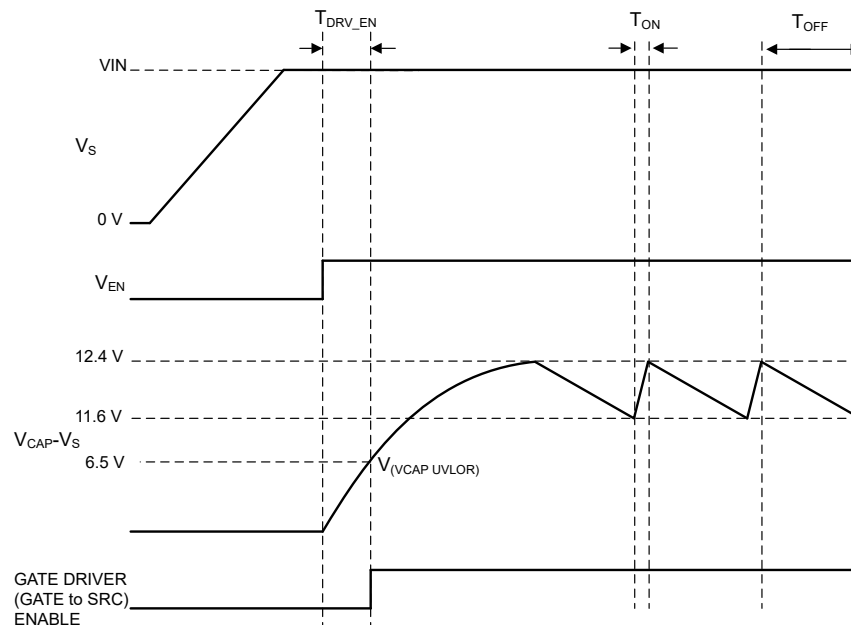 T_DRV_EN
T_ON
T_OFF
VIN
V_S
0 V
V_EN
12.4 V
11.6 V
V_CAP-V_S
6.5 V
V_(VCAP UVLOR)
GATE DRIVER
(GATE to SRC)
ENABLE